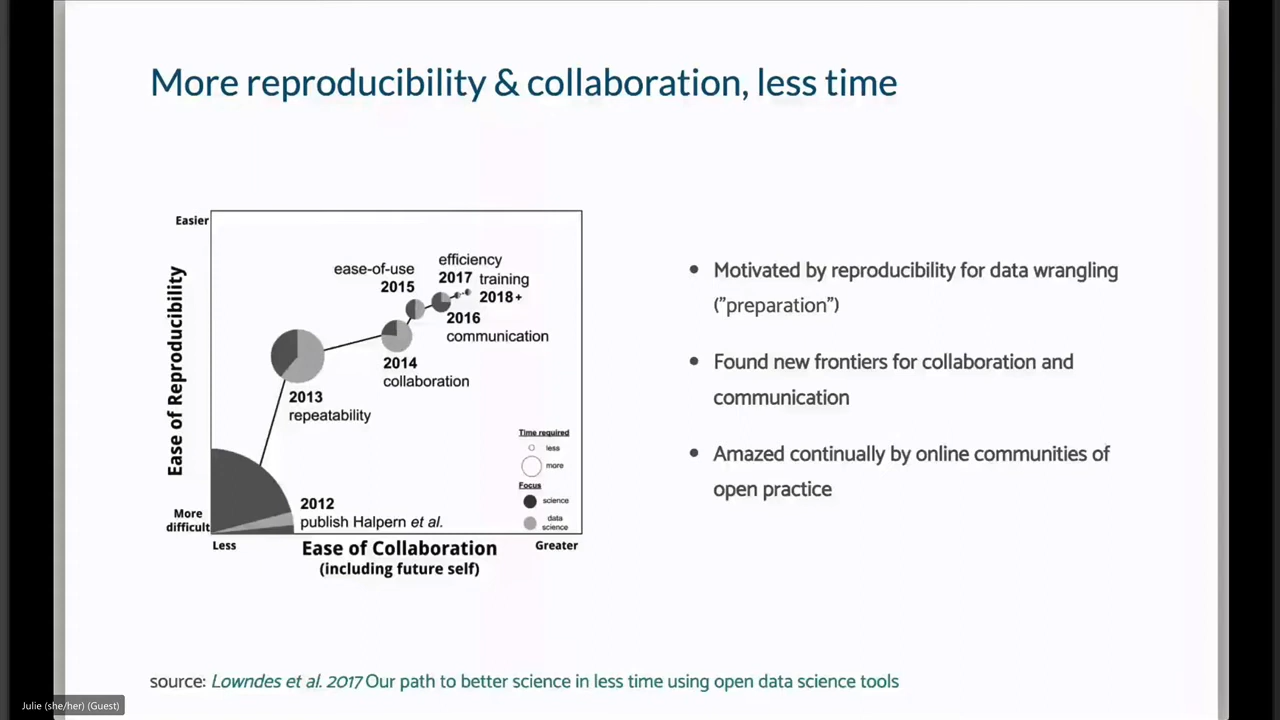 More reproducibility & collaboration, less time
Easier
Ease of Reproducibility
More
difficult
ease-of-use
2015
efficiency
2017 training
2018+
2016
communication
2014
collaboration
2013
repeatability
2012
publish Halpern et al.
Time required
less
more
Focus
science
data
science
Less
Ease of Collaboration
(including future self)
Greater
• Motivated by reproducibility for data wrangling
("preparation")
• Found new frontiers for collaboration and
communication
• Amazed continually by online communities of
open practice
source: Lowndes et al. 2017 Our path to better science in less time using open data science tools
Julie (she/her) (Guest)